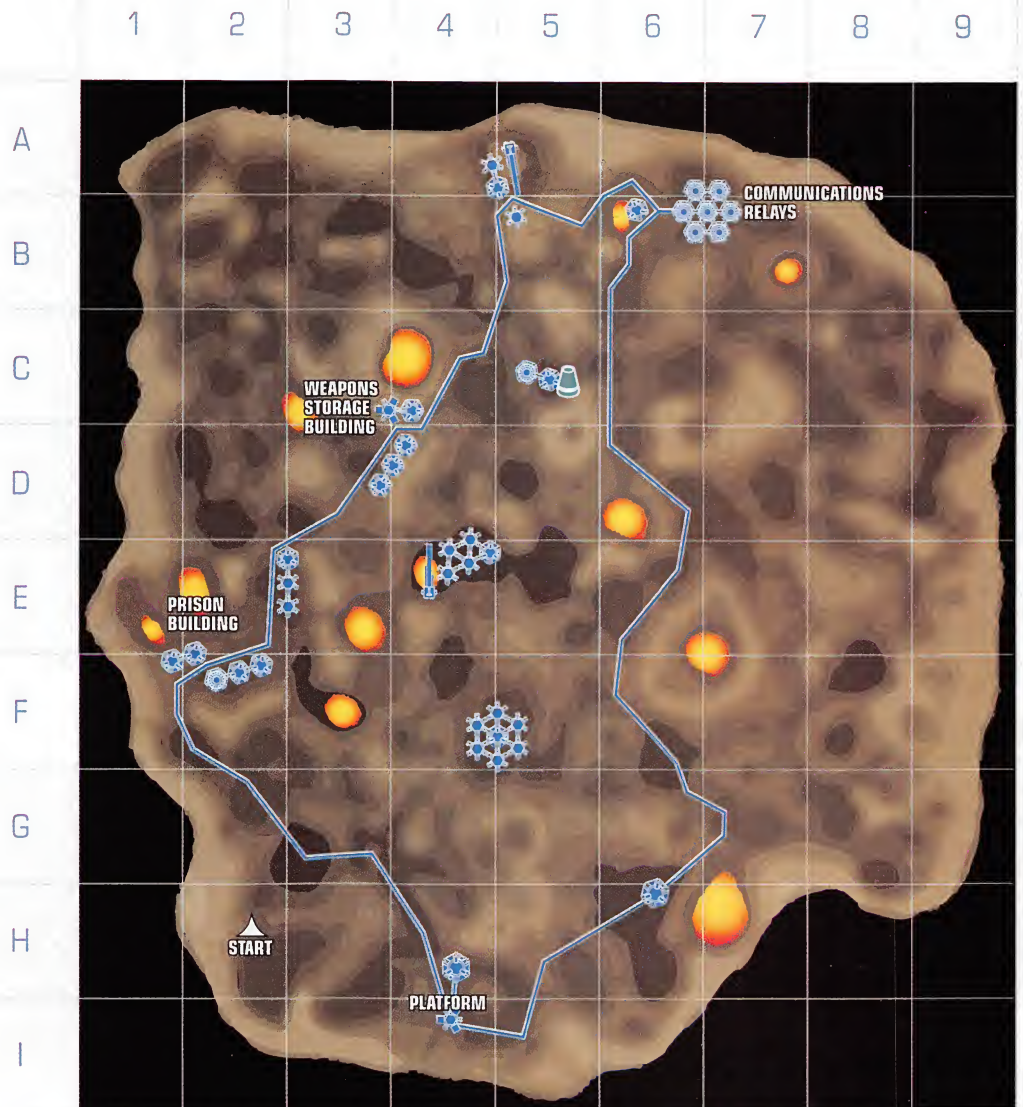 1 2 3 4 5 6 7 8 9
A
COMMUNICATIONS
RELAYS
B
C
WEAPONS
STORAGE
BUILDING
D
E
PRISON
BUILDING
F
G
H
START
PLATFORM
I